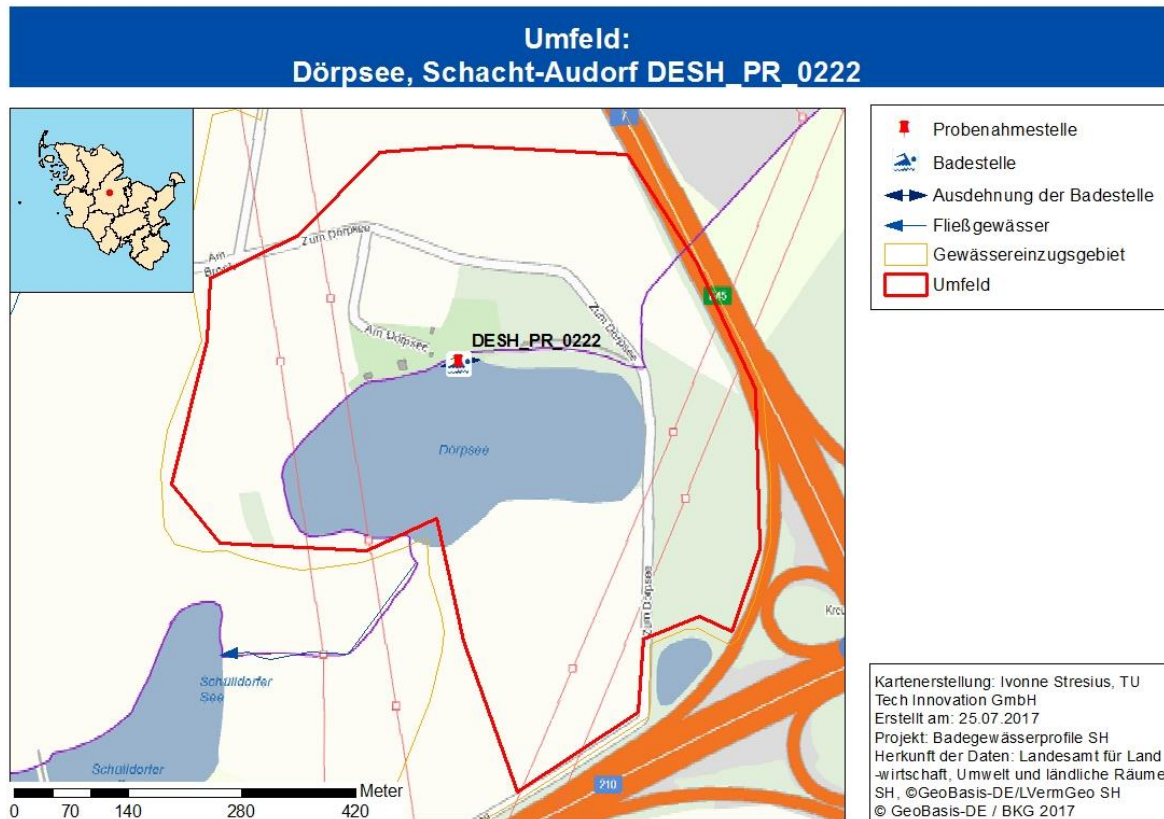 Umfeld:
Dörpsee, Schacht-Audorf DESH_PR_0222
7
Zum Dörpsee
Am
E45
Zum Dörpsee
Am Dörpsee
DESH_PR_0222
Dörpsee
Zum Dörpsee
Schülldorfer
See
Schülldorfer
210
Meter
0 70 140 280 420
Probenahmestelle
Badestelle
Ausdehnung der Badestelle
Fließgewässer
Gewässereinzugsgebiet
Umfeld
Kartenerstellung: Ivonne Stresius, TU
Tech Innovation GmbH
Erstellt am: 25.07.2017
Projekt: Badegewässerprofile SH
Herkunft der Daten: Landesamt für Land
-wirtschaft, Umwelt und ländliche Räume
SH, ©GeoBasis-DE/LVermGeo SH
© GeoBasis-DE / BKG 2017